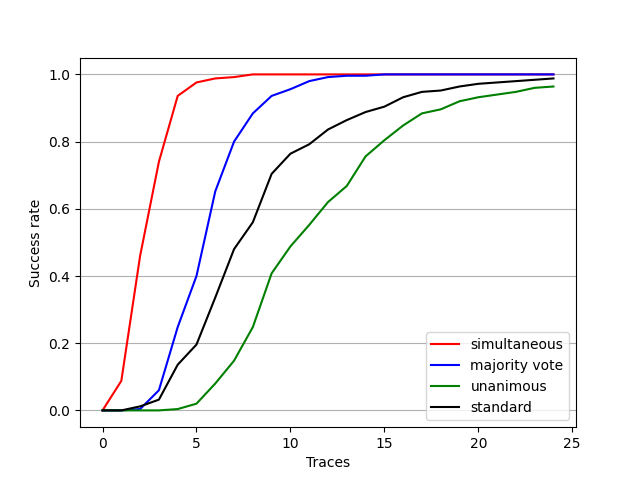 1.0
0.8
0.6
0.4
0.2
0.0
Success rate
0 5 10 15 20 25
Traces
simultaneous
majority vote
unanimous
standard